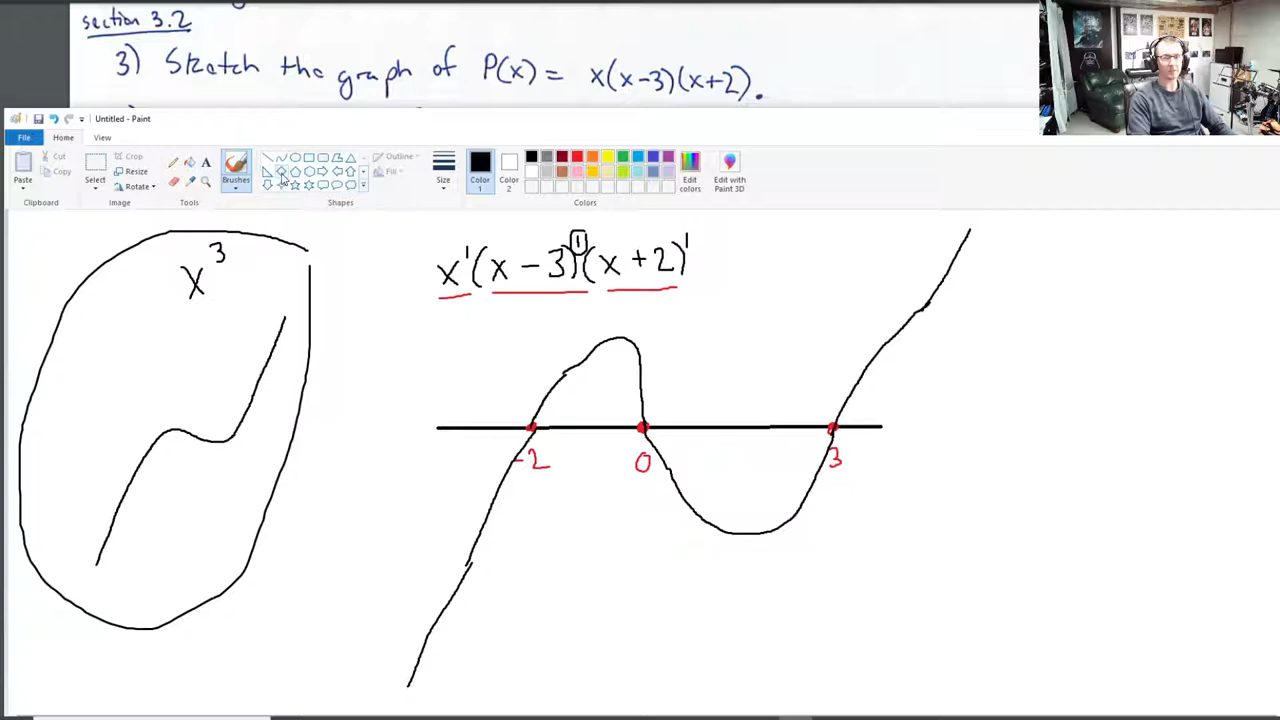 section 3.2
3) Sketch the graph of P(x) = x(x-3)(x+2).
Untitled - Paint
File Home View
Paste
Cut
Copy
Clipboard
Select
Crop
Resize
Rotate
Image
Tools
Brushes
Shapes
Outline
Fill
Size
Color 1
Color 2
Edit colors
Edit with Paint 3D
Colors
x³
x¹(x-3)¹(x+2)¹
-2 0 3